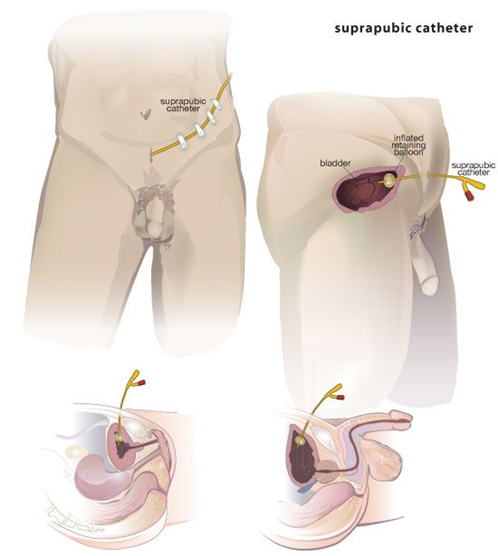 suprapubic catheter
suprapubic
catheter
inflated
retaining
balloon
bladder
suprapubic
catheter